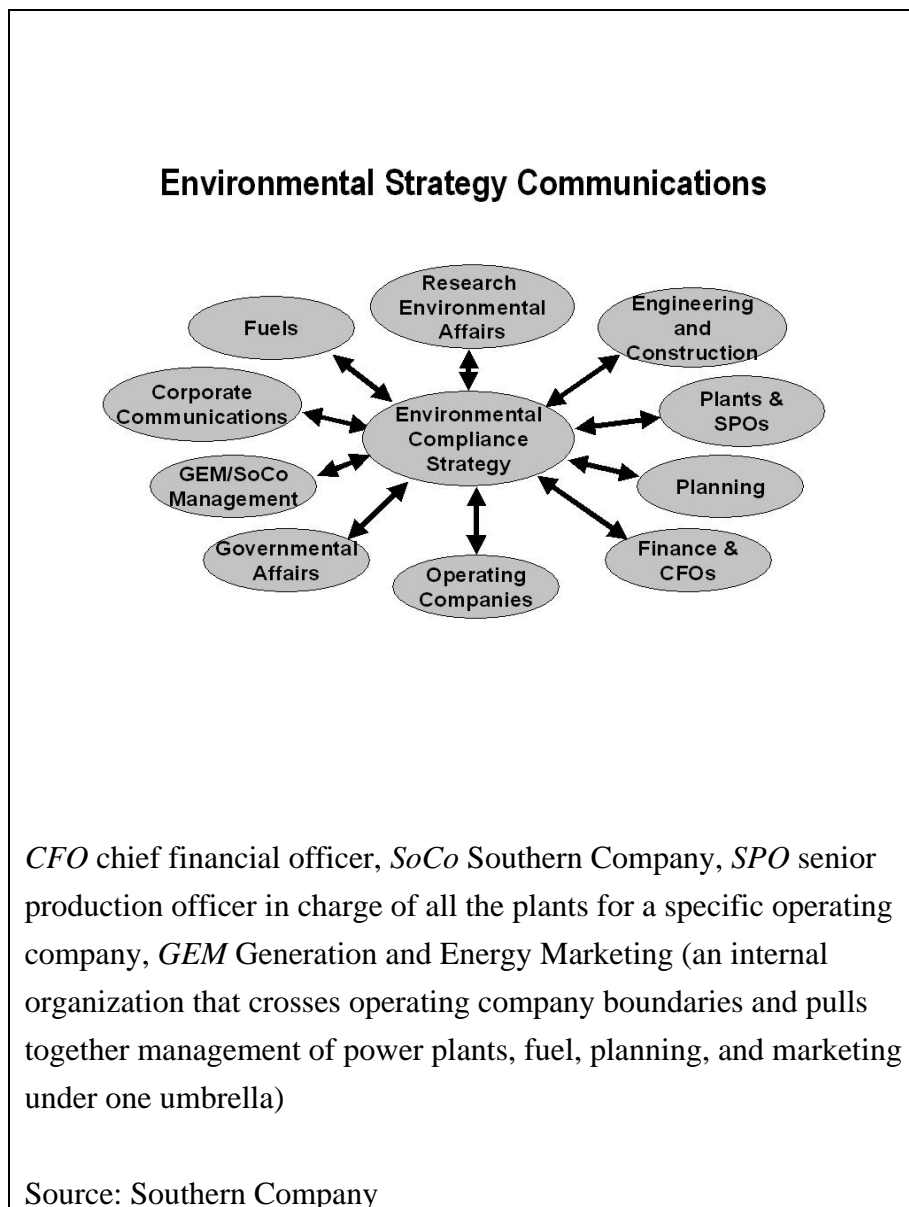 Environmental Strategy Communications
Research
Environmental
Affairs
Engineering
and
Construction
Fuels
Plants &
SPOs
Corporate
Communications
Environmental
Compliance
Strategy
GEM/SoCo
Management
Planning
Governmental
Affairs
Operating
Companies
Finance &
CFOs
CFO chief financial officer, SoCo Southern Company, SPO senior
production officer in charge of all the plants for a specific operating
company, GEM Generation and Energy Marketing (an internal
organization that crosses operating company boundaries and pulls
together management of power plants, fuel, planning, and marketing
under one umbrella)
Source: Southern Company